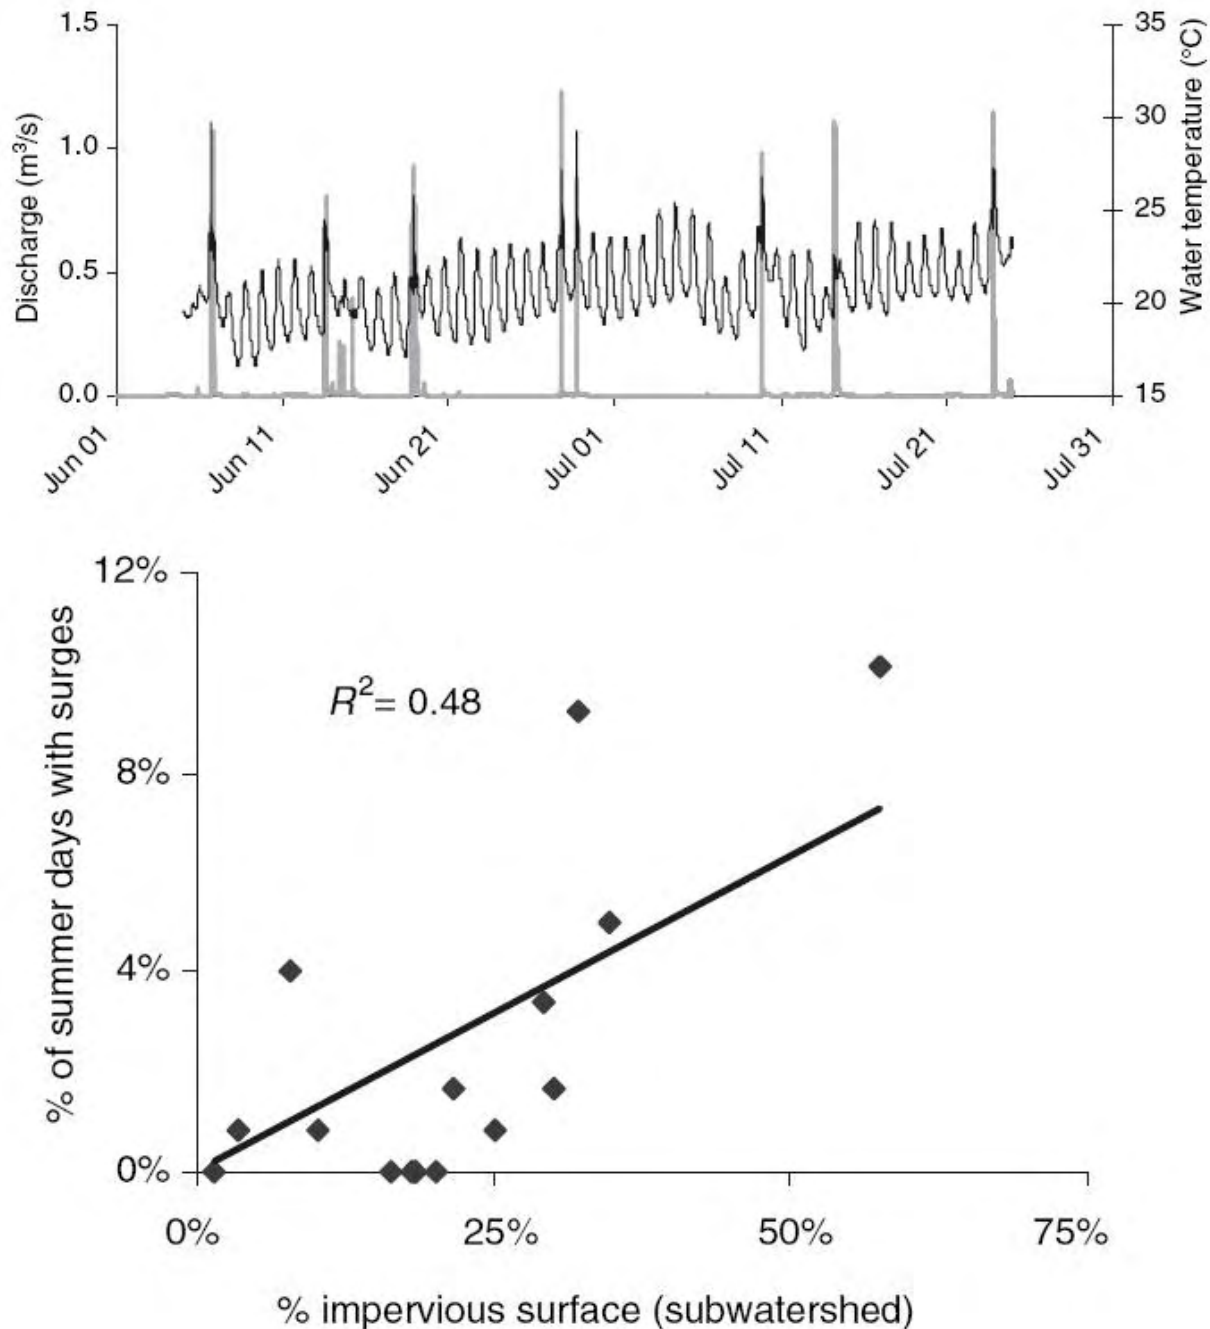 1.5
1.0
0.5
0.0
Discharge (m³/s)
35
30
25
20
15
Water temperature (°C)
Jun 01
Jun 11
Jun 21
Jul 01
Jul 11
Jul 21
Jul 31
12%
8%
4%
0%
% of summer days with surges
R²= 0.48
0%
25%
50%
75%
% impervious surface (subwatershed)